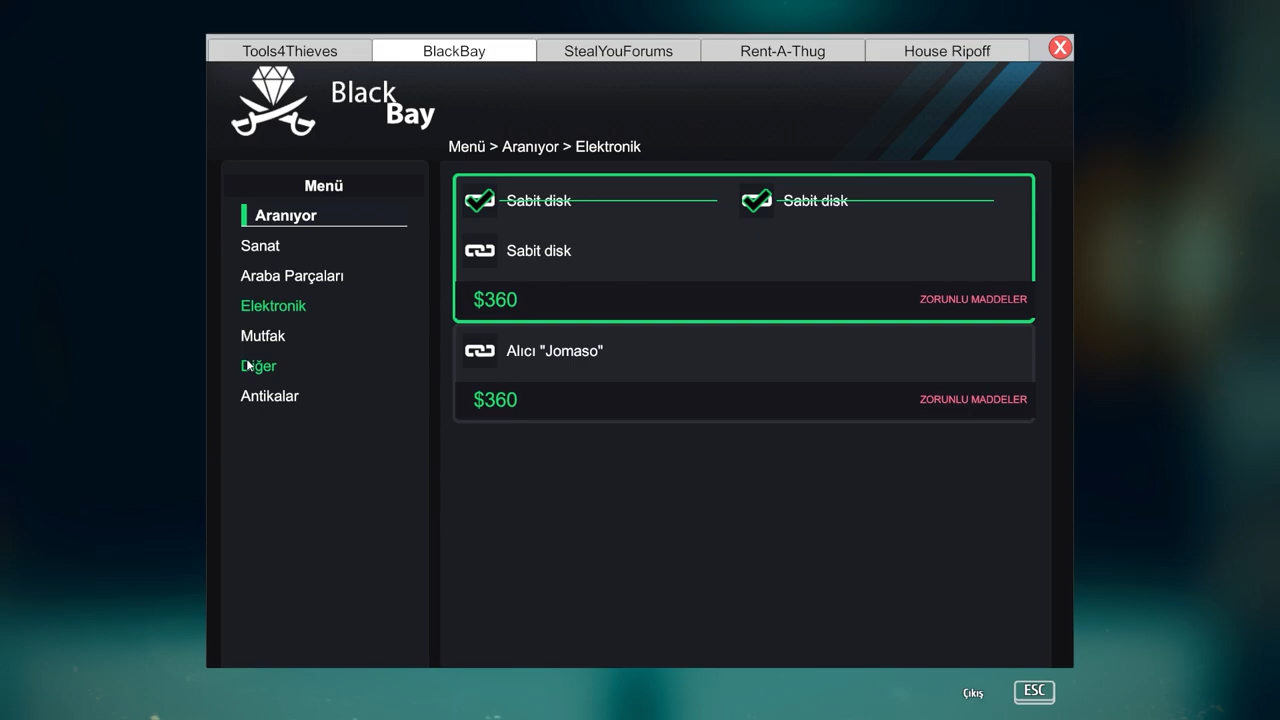 Tools4Thieves
BlackBay
StealYouForums
Rent-A-Thug
House Ripoff
X
Black
Bay
Menü > Aranıyor > Elektronik
Menü
Aranıyor
Sanat
Araba Parçaları
Elektronik
Mutfak
Diğer
Antikalar
Sabit disk
Sabit disk
Sabit disk
$360
ZORUNLU MADDELER
Alıcı "Jomaso"
$360
ZORUNLU MADDELER
Çıkış
ESC